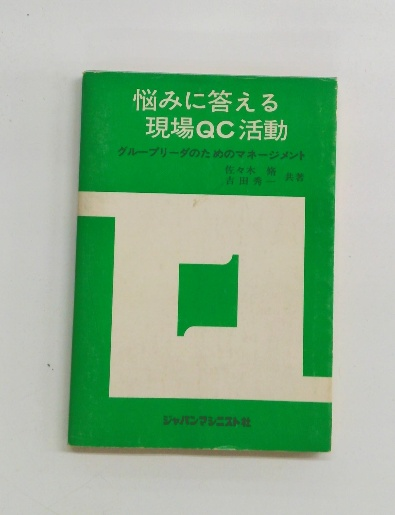 悩みに答える
現場QC活動
グループリーダのためのマネージメント
佐々木
吉田秀一 共著
ジャパンマシニスト社